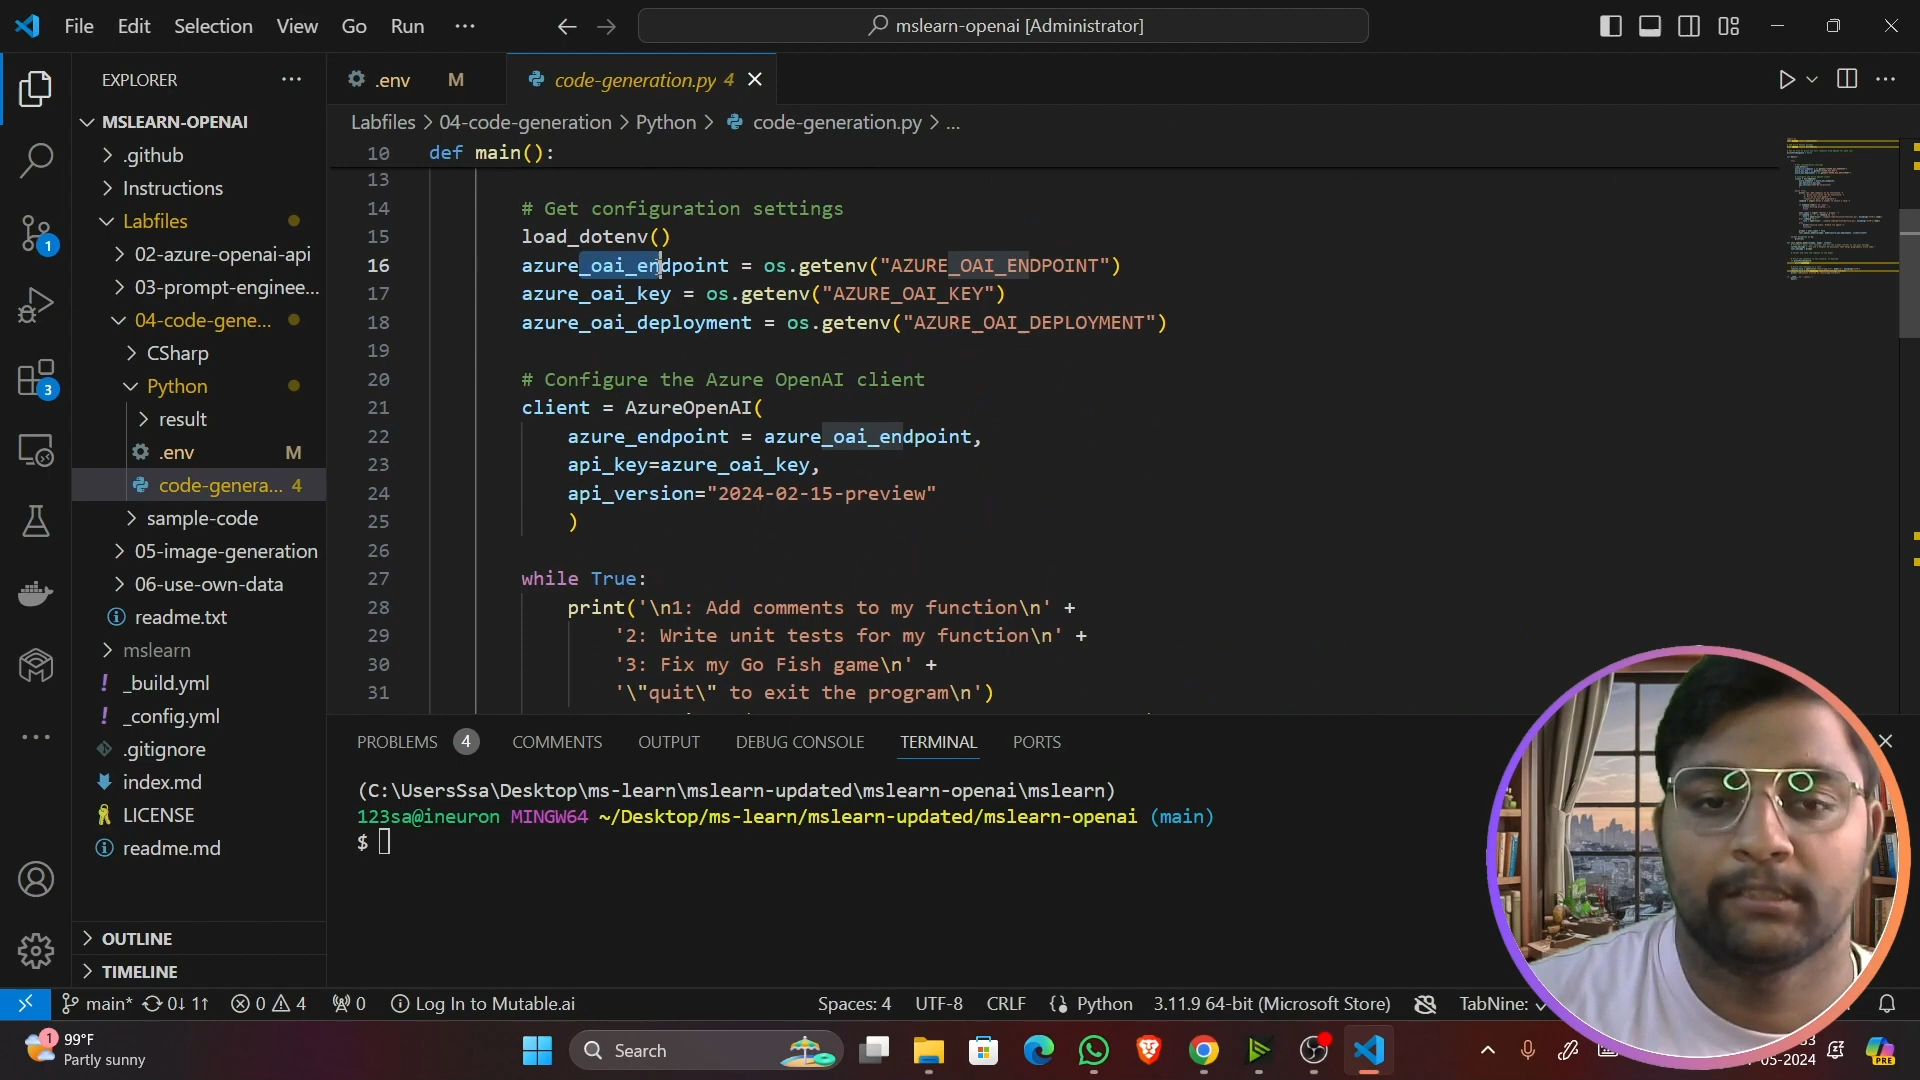 File Edit Selection View Go Run ···
mslearn-openai [Administrator]
EXPLORER
MSLEARN-OPENAI
.github
Instructions
Labfiles
02-azure-openai-api
03-prompt-enginee...
04-code-gene...
CSharp
Python
result
.env M
code-genera... 4
sample-code
05-image-generation
06-use-own-data
readme.txt
mslearn
_build.yml
_config.yml
.gitignore
index.md
LICENSE
readme.md
OUTLINE
TIMELINE
1
3
.env M
code-generation.py 4
Labfiles > 04-code-generation > Python > code-generation.py > ...
10 def main():
13
14 # Get configuration settings
15 load_dotenv()
16 azure_oai_endpoint = os.getenv("AZURE_OAI_ENDPOINT")
17 azure_oai_key = os.getenv("AZURE_OAI_KEY")
18 azure_oai_deployment = os.getenv("AZURE_OAI_DEPLOYMENT")
19
20 # Configure the Azure OpenAI client
21 client = AzureOpenAI(
22 azure_endpoint = azure_oai_endpoint,
23 api_key=azure_oai_key,
24 api_version="2024-02-15-preview"
25 )
26
27 while True:
28 print('\n1: Add comments to my function\n' +
29 '2: Write unit tests for my function\n' +
30 '3: Fix my Go Fish game\n' +
31 '\"quit\" to exit the program\n')
PROBLEMS 4 COMMENTS OUTPUT DEBUG CONSOLE TERMINAL PORTS
(C:\UsersSsa\Desktop\ms-learn\mslearn-updated\mslearn-openai\mslearn)
123sa@ineuron MINGW64 ~/Desktop/ms-learn/mslearn-updated/mslearn-openai (main)
$
main* 0↓ 1↑ 0 4 0 Log In to Mutable.ai
Spaces: 4 UTF-8 CRLF Python 3.11.9 64-bit (Microsoft Store) TabNine:
1
99°F
Partly sunny
Search
-05-2024
PRE